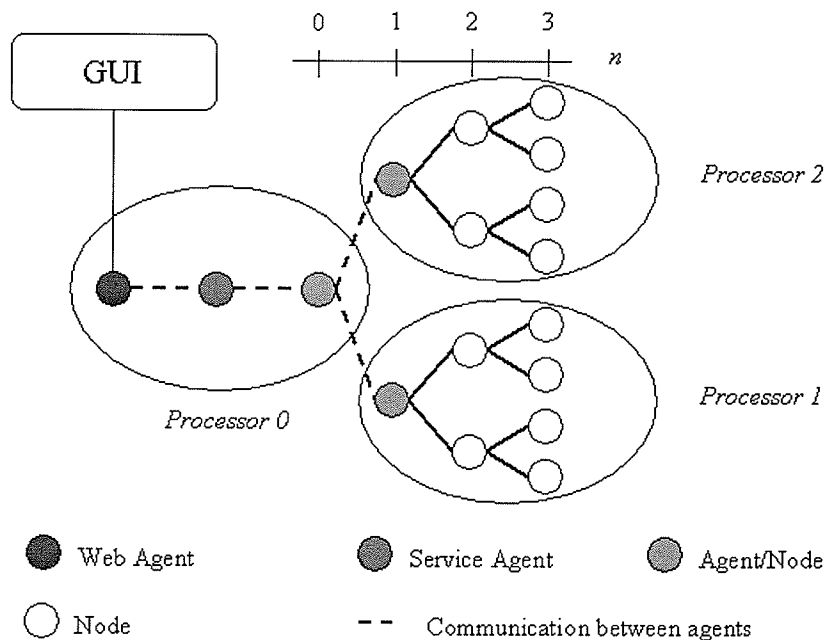 0 1 2 3
n
GUI
Processor 2
Processor 1
Processor 0
Web Agent
Service Agent
Agent/Node
Node
Communication between agents